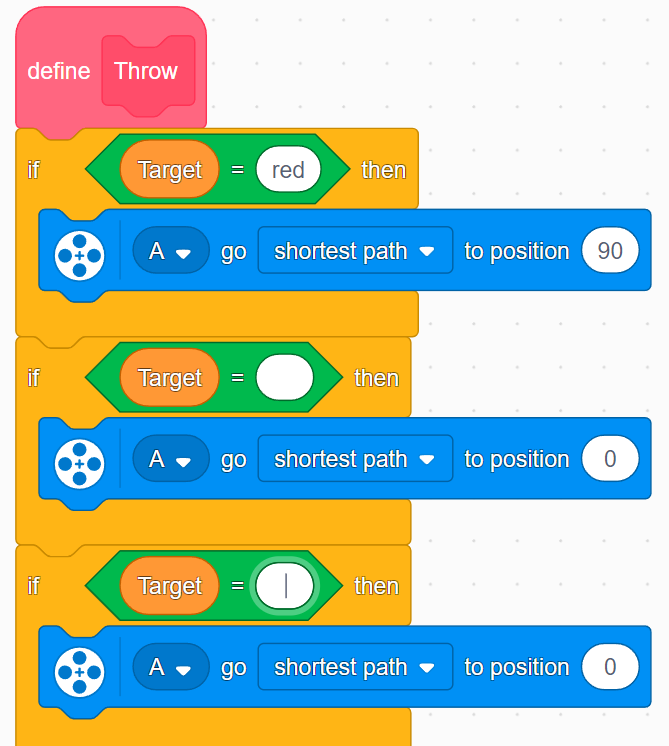 define Throw
if Target = red then
A go shortest path to position 90
if Target = then
A go shortest path to position 0
if Target = then
A go shortest path to position 0